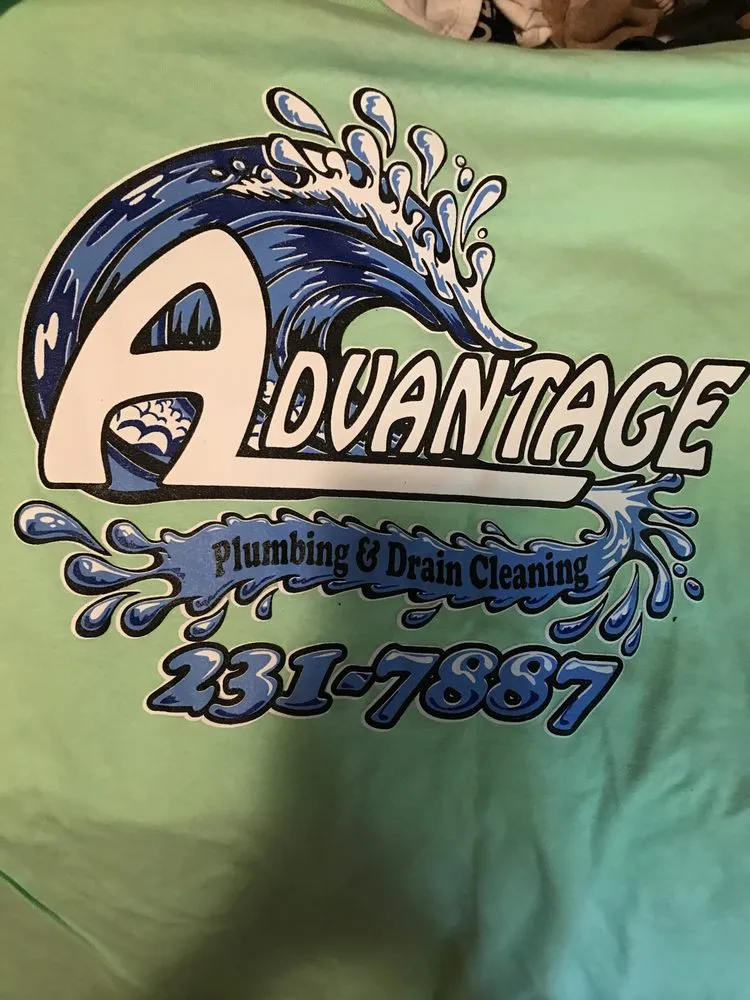 ADVANTAGE
Plumbing & Drain Cleaning
231-7887